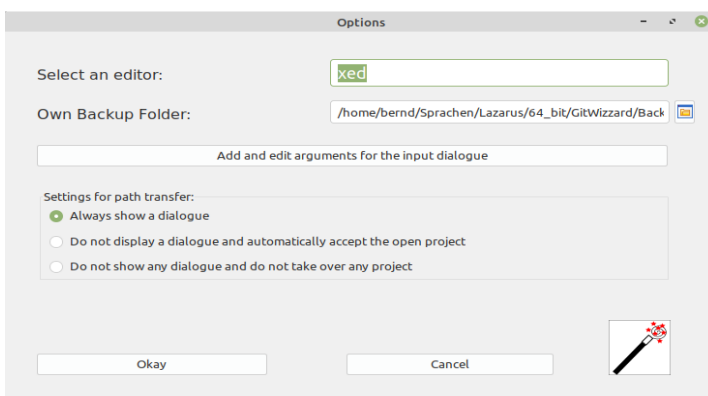 Options
Select an editor:
xed
Own Backup Folder:
/home/bernd/Sprachen/Lazarus/64_bit/GitWizzard/Back
Add and edit arguments for the input dialogue
Settings for path transfer:
Always show a dialogue
Do not display a dialogue and automatically accept the open project
Do not show any dialogue and do not take over any project
Okay
Cancel